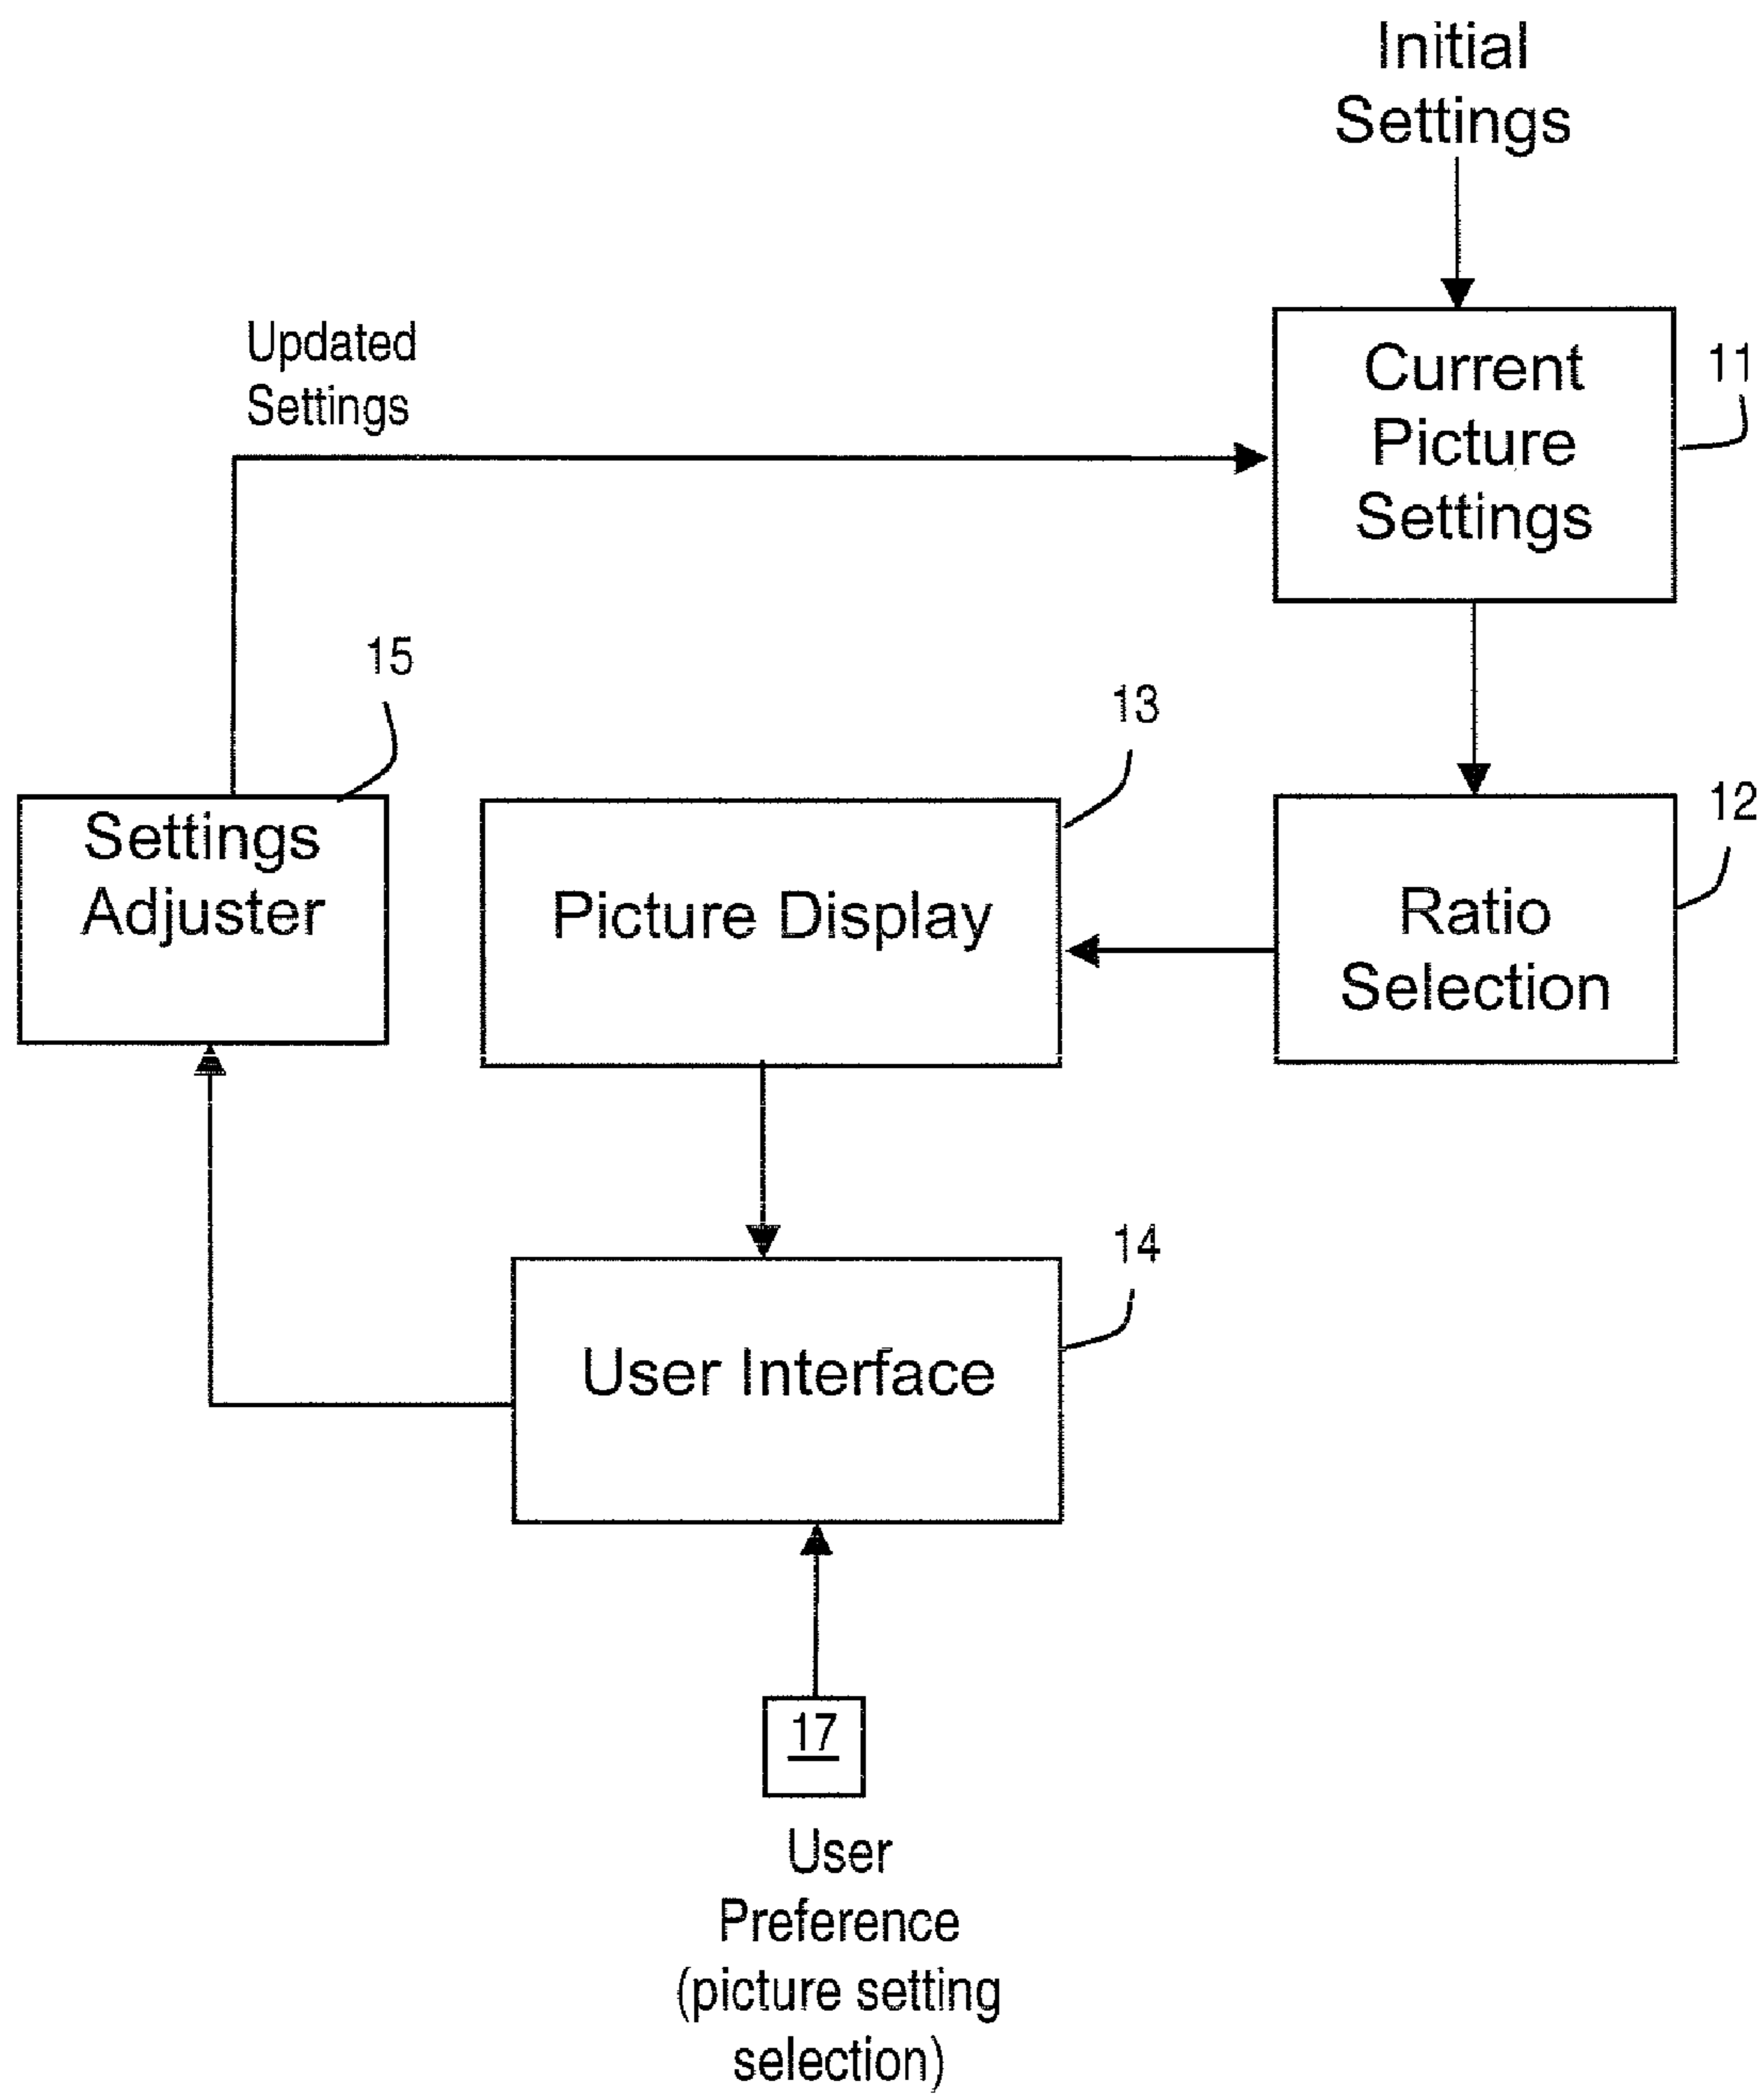 Initial
Settings
Updated
Settings
Current
Picture
Settings
11
15
13
12
Settings
Adjuster
Picture Display
Ratio
Selection
14
User Interface
17
User
Preference
(picture setting
selection)